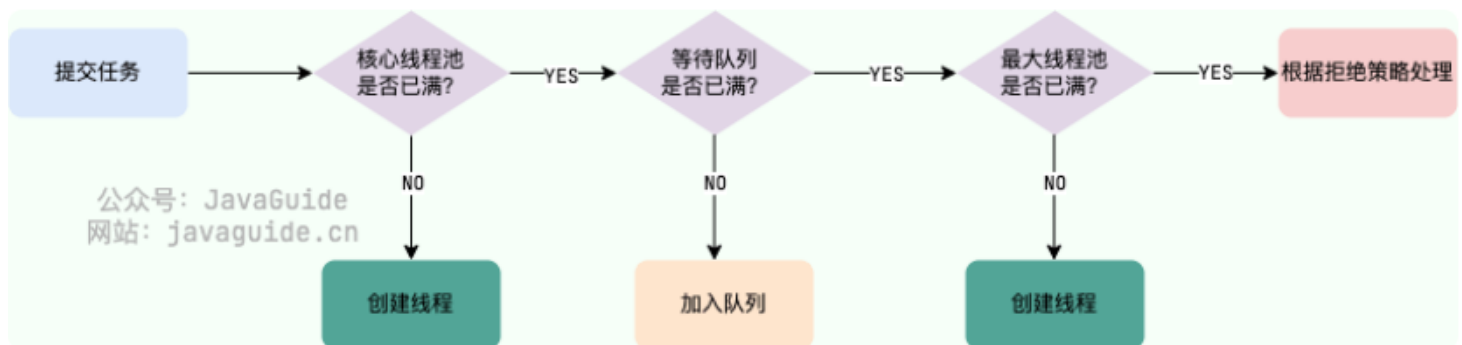 提交任务
核心线程池
是否已满?
YES
等待队列
是否已满?
YES
最大线程池
是否已满?
YES
根据拒绝策略处理
NO
NO
NO
公众号: JavaGuide
网站: javaguide.cn
创建线程
加入队列
创建线程